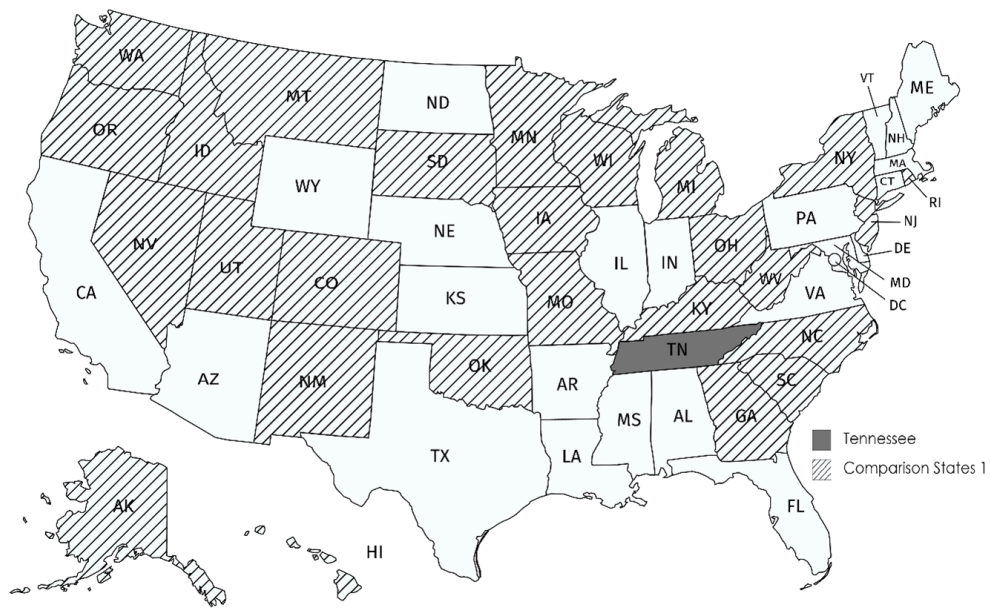 WA
MT
ND
MN
VT
ME
OR
ID
SD
WI
MI
NY
NH
MA
CT
RI
WY
IA
PA
NJ
NV
UT
NE
IL
IN
OH
WV
DE
MD
DC
CA
CO
KS
MO
KY
VA
AZ
NM
OK
AR
TN
NC
SC
TX
LA
MS
AL
GA
FL
AK
HI
Tennessee
Comparison States 1